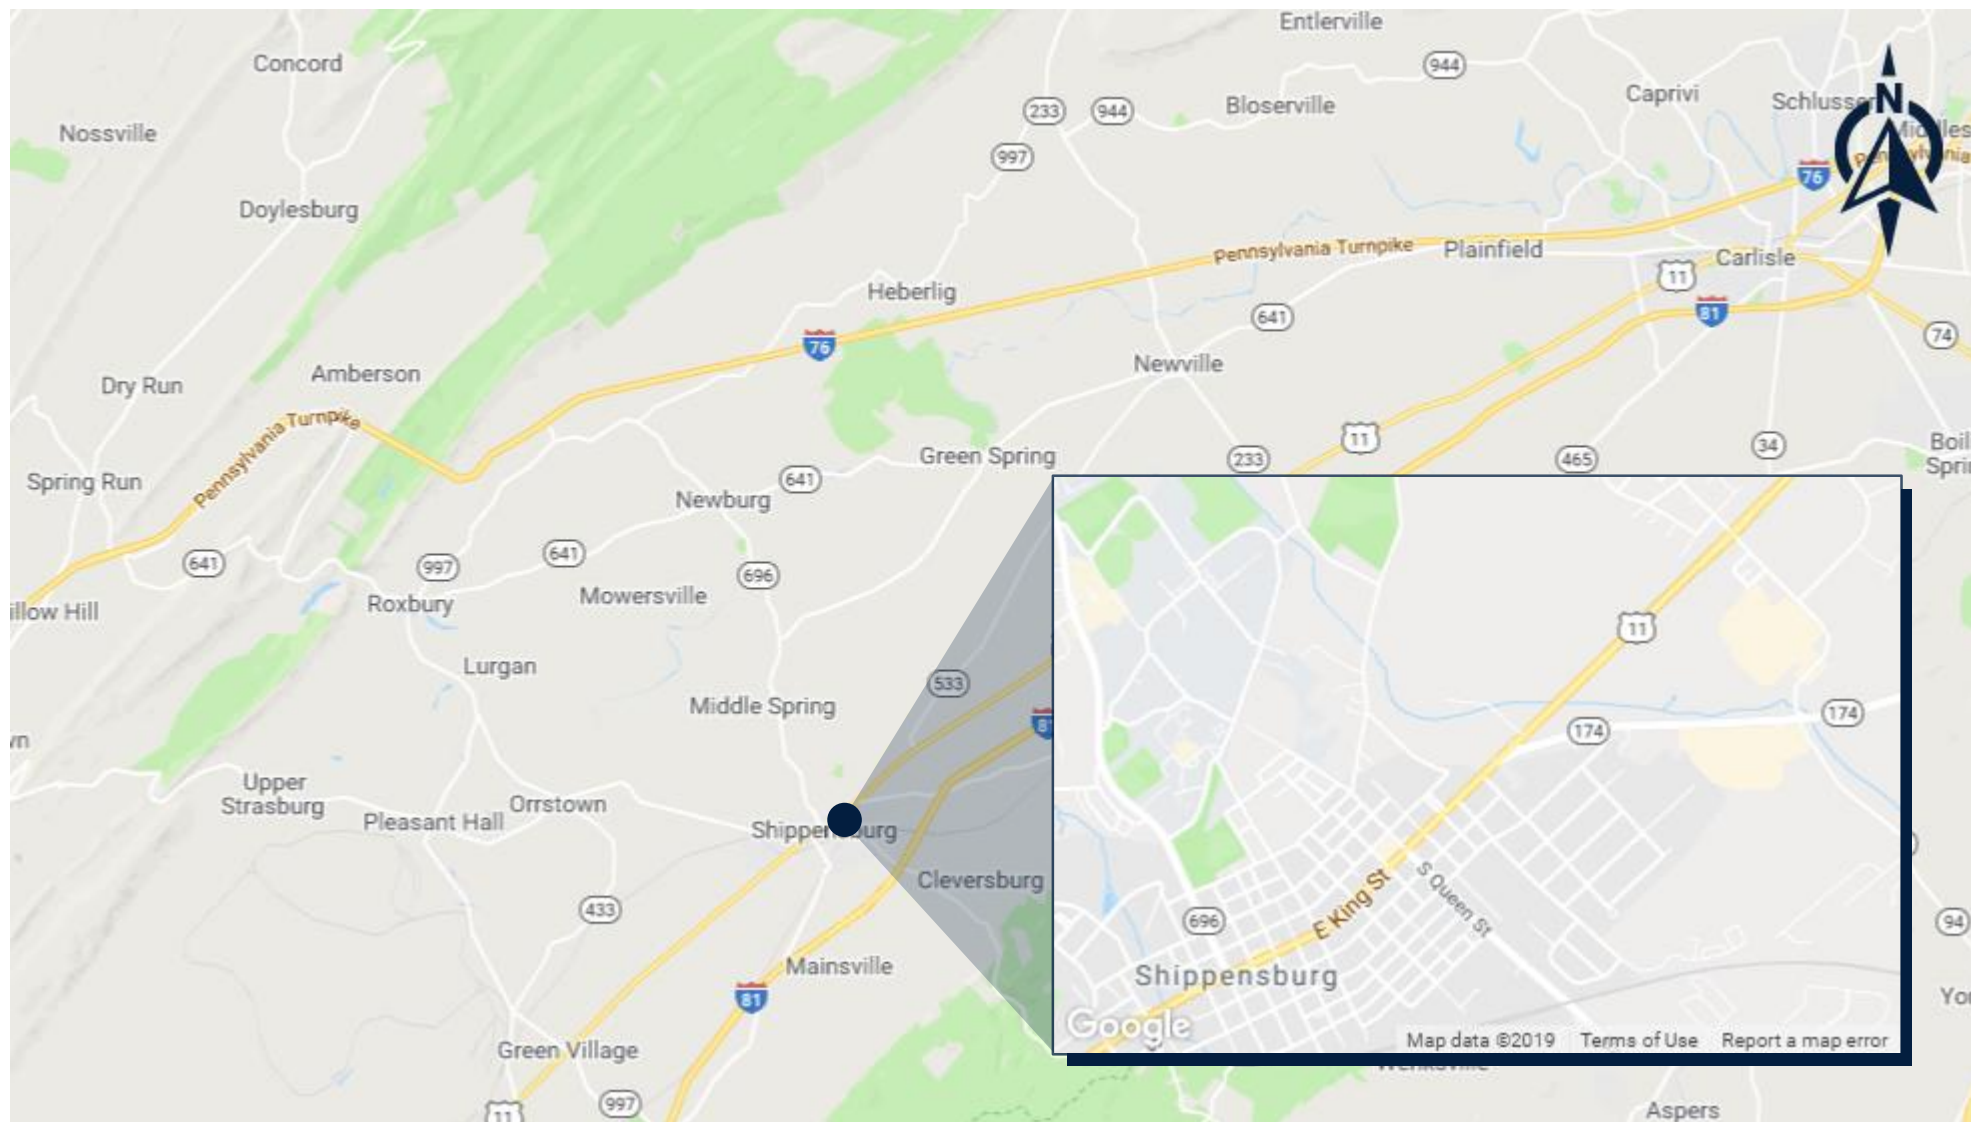 Entlerville
Concord
944
Caprivi
Schlusser
N
Nossville
233
944
Bloserville
997
76
Doylesburg
Pennsylvania Turnpike
Plainfield
Carlisle
11
Heberlig
641
81
76
74
Newville
Amberson
Dry Run
Pennsylvania Turnpike
11
34
Green Spring
233
465
Spring Run
641
Newburg
641
641
997
696
Roxbury
Mowersville
Lurgan
533
Middle Spring
Upper
Strasburg
Orrstown
Pleasant Hall
Cleversburg
433
94
Mainsville
81
Green Village
997
11
Aspers
11
174
174
S Queen St
E King St
696
Shippensburg
Google
Map data ©2019
Terms of Use
Report a map error